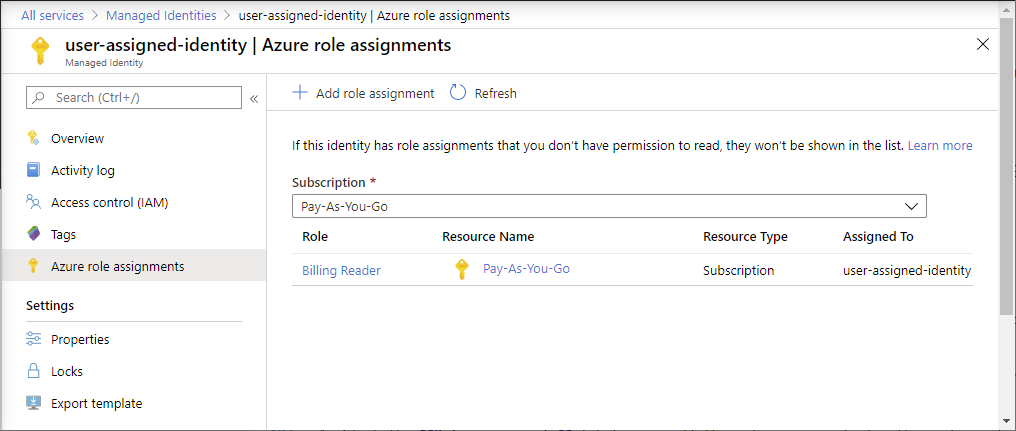 All services > Managed Identities > user-assigned-identity | Azure role assignments
user-assigned-identity | Azure role assignments
Managed Identity
Search (Ctrl+/)
«
Overview
Activity log
Access control (IAM)
Tags
Azure role assignments
Settings
Properties
Locks
Export template
+ Add role assignment Refresh
If this identity has role assignments that you don't have permission to read, they won't be shown in the list. Learn more
Subscription *
Pay-As-You-Go
Role Resource Name Resource Type Assigned To
Billing Reader Pay-As-You-Go Subscription user-assigned-identity